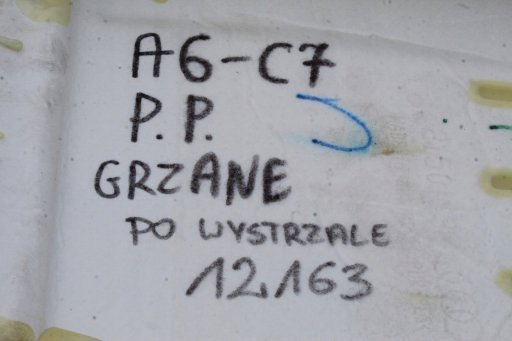 A6-C7
P.P.
GRZANE
PO WYSTRZALE
12.163